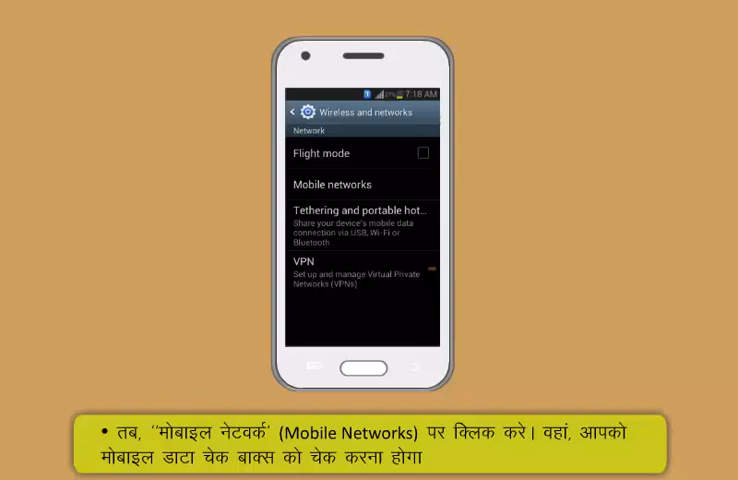 7:18 AM
Wireless and networks
Network
Flight mode
Mobile networks
Tethering and portable hot...
Share your device's mobile data
connection via USB, Wi-Fi or
Bluetooth
VPN
Set up and manage Virtual Private
Networks (VPNs)
• तब, ‘‘मोबाइल नेटवर्क’ (Mobile Networks) पर क्लिक करे। वहां, आपको
मोबाइल डाटा चेक बाक्स को चेक करना होगा